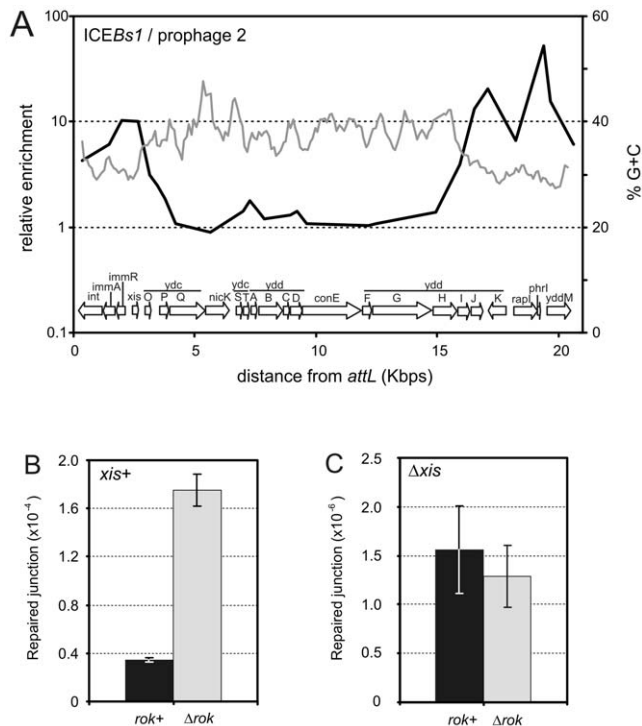 A
ICEBs1 / prophage 2
relative enrichment
100
10
1
0.1
% G+C
60
40
20
0
immR
immA
int
xis
ydc
O
P
Q
nicK
ydc
S
T
ydd
A
B
C
D
conE
ydd
F
G
H
I
J
K
rapI
phrI
yddM
0
5
10
15
20
distance from attL (Kbps)
B
xis+
Repaired junction (x10⁻⁴)
2.0
1.6
1.2
0.8
0.4
0
rok+
Δrok
C
Δxis
Repaired junction (x10⁻⁶)
2.5
2.0
1.5
1.0
0.5
0
rok+
Δrok